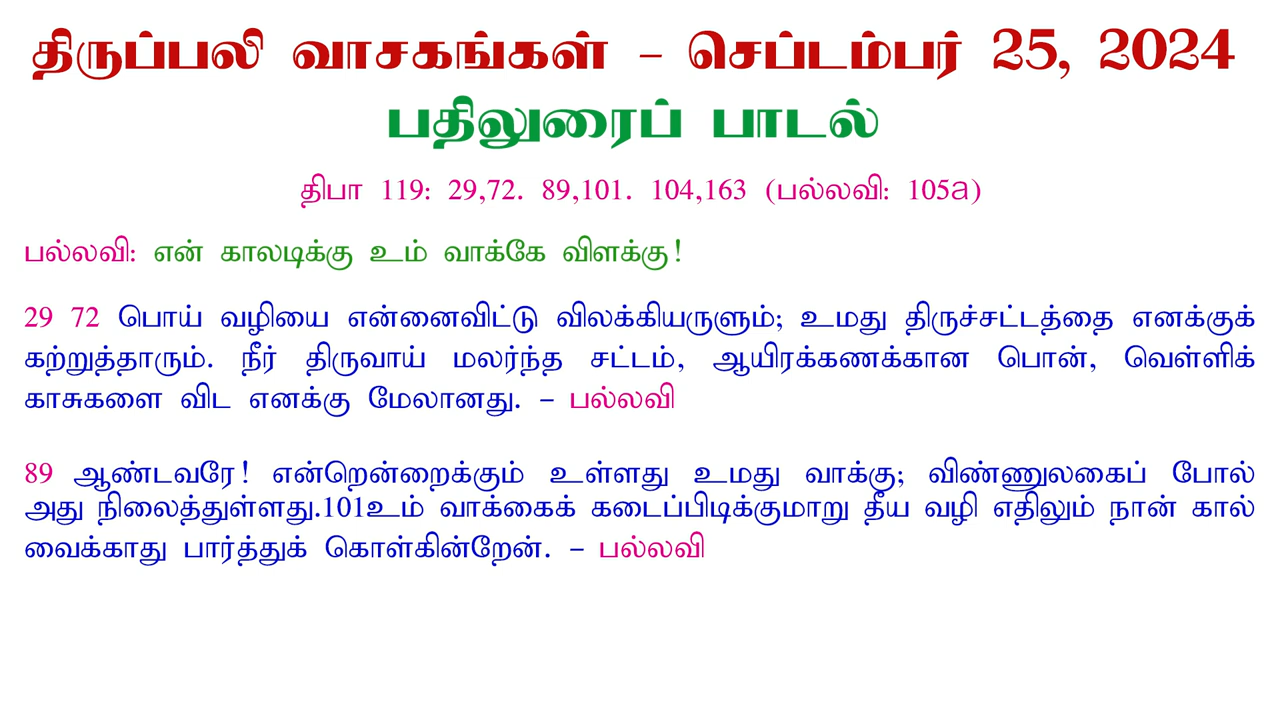 திருப்பலி வாசகங்கள் – செப்டம்பர் 25, 2024
பதிலுரைப் பாடல்
திபா 119: 29,72. 89,101. 104,163 (பல்லவி: 105a)
பல்லவி: என் காலடிக்கு உம் வாக்கே விளக்கு!
29 72 பொய் வழியை என்னைவிட்டு விலக்கியருளும்; உமது திருச்சட்டத்தை எனக்குக்
கற்றுத்தாரும். நீர் திருவாய் மலர்ந்த சட்டம், ஆயிரக்கணக்கான பொன், வெள்ளிக்
காசுகளை விட எனக்கு மேலானது. – பல்லவி
89 ஆண்டவரே! என்றென்றைக்கும் உள்ளது உமது வாக்கு; விண்ணுலகைப் போல்
அது நிலைத்துள்ளது.101உம் வாக்கைக் கடைப்பிடிக்குமாறு தீய வழி எதிலும் நான் கால்
வைக்காது பார்த்துக் கொள்கின்றேன். – பல்லவி